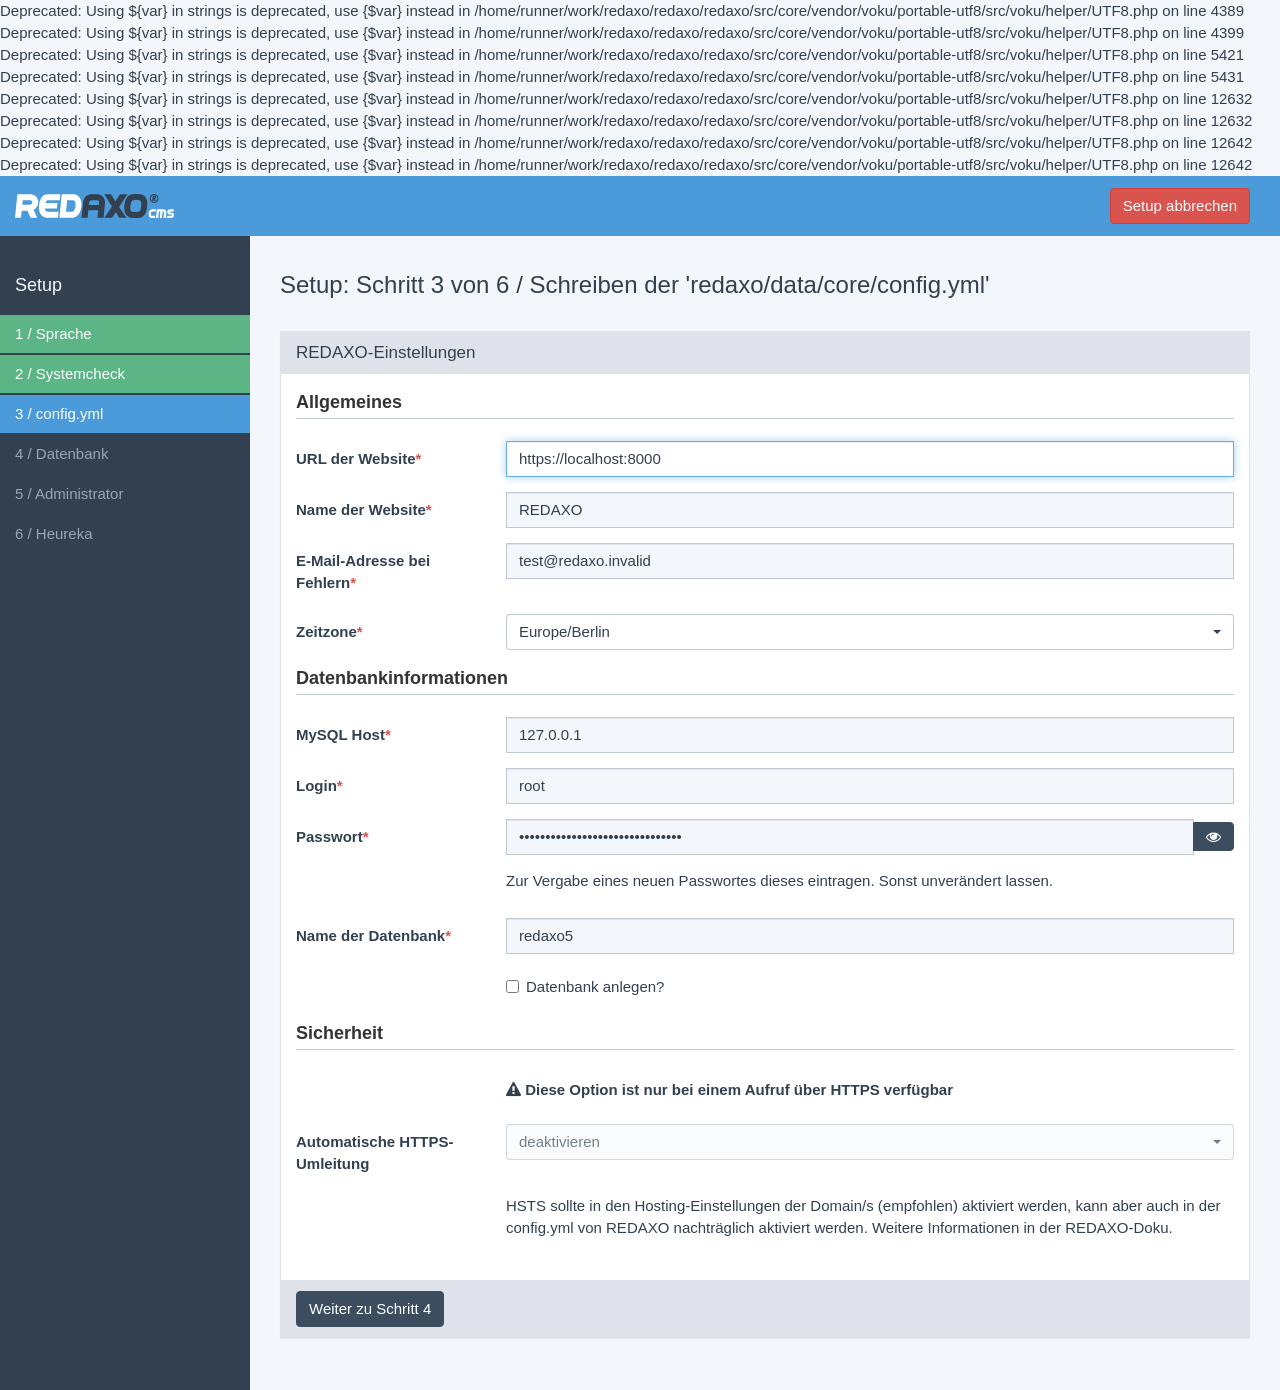 Deprecated: Using ${var} in strings is deprecated, use {$var} instead in /home/runner/work/redaxo/redaxo/redaxo/src/core/vendor/voku/portable-utf8/src/voku/helper/UTF8.php on line 4389
Deprecated: Using ${var} in strings is deprecated, use {$var} instead in /home/runner/work/redaxo/redaxo/redaxo/src/core/vendor/voku/portable-utf8/src/voku/helper/UTF8.php on line 4399
Deprecated: Using ${var} in strings is deprecated, use {$var} instead in /home/runner/work/redaxo/redaxo/redaxo/src/core/vendor/voku/portable-utf8/src/voku/helper/UTF8.php on line 5421
Deprecated: Using ${var} in strings is deprecated, use {$var} instead in /home/runner/work/redaxo/redaxo/redaxo/src/core/vendor/voku/portable-utf8/src/voku/helper/UTF8.php on line 5431
Deprecated: Using ${var} in strings is deprecated, use {$var} instead in /home/runner/work/redaxo/redaxo/redaxo/src/core/vendor/voku/portable-utf8/src/voku/helper/UTF8.php on line 12632
Deprecated: Using ${var} in strings is deprecated, use {$var} instead in /home/runner/work/redaxo/redaxo/redaxo/src/core/vendor/voku/portable-utf8/src/voku/helper/UTF8.php on line 12632
Deprecated: Using ${var} in strings is deprecated, use {$var} instead in /home/runner/work/redaxo/redaxo/redaxo/src/core/vendor/voku/portable-utf8/src/voku/helper/UTF8.php on line 12642
Deprecated: Using ${var} in strings is deprecated, use {$var} instead in /home/runner/work/redaxo/redaxo/redaxo/src/core/vendor/voku/portable-utf8/src/voku/helper/UTF8.php on line 12642
REDAXO® cms
Setup abbrechen
Setup
1 / Sprache
2 / Systemcheck
3 / config.yml
4 / Datenbank
5 / Administrator
6 / Heureka
Setup: Schritt 3 von 6 / Schreiben der 'redaxo/data/core/config.yml'
REDAXO-Einstellungen
Allgemeines
URL der Website* https://localhost:8000
Name der Website* REDAXO
E-Mail-Adresse bei
Fehlern*
test@redaxo.invalid
Zeitzone* Europe/Berlin
Datenbankinformationen
MySQL Host* 127.0.0.1
Login* root
Passwort* •••••••••••••••••••••••••••••••
Zur Vergabe eines neuen Passwortes dieses eintragen. Sonst unverändert lassen.
Name der Datenbank* redaxo5
Datenbank anlegen?
Sicherheit
Diese Option ist nur bei einem Aufruf über HTTPS verfügbar
Automatische HTTPS-
Umleitung
deaktivieren
HSTS sollte in den Hosting-Einstellungen der Domain/s (empfohlen) aktiviert werden, kann aber auch in der
config.yml von REDAXO nachträglich aktiviert werden. Weitere Informationen in der REDAXO-Doku.
Weiter zu Schritt 4